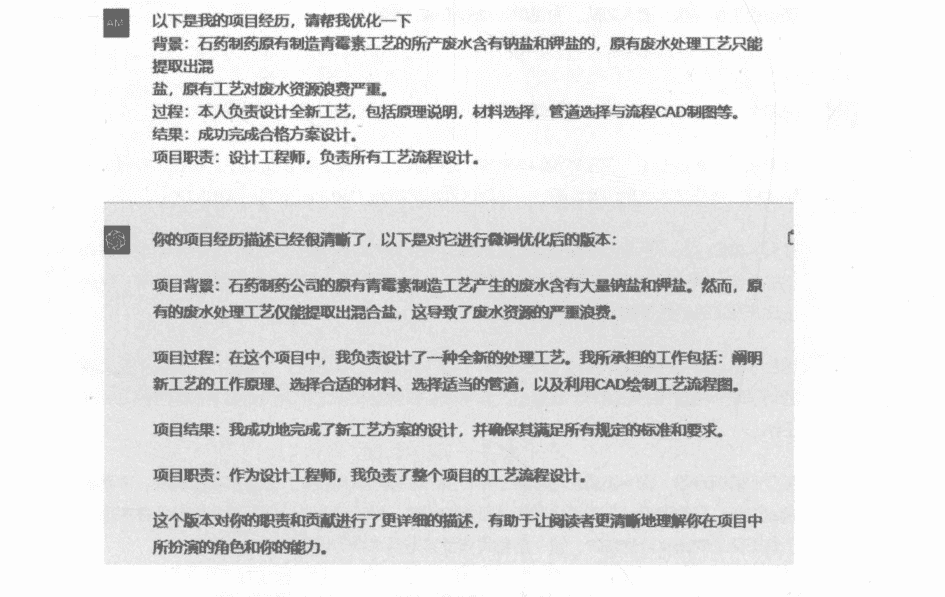 AM
以下是我的项目经历，请帮我优化一下
背景：石药制药原有制造青霉素工艺的所产废水含有钠盐和钾盐的，原有废水处理工艺只能
提取出混
盐，原有工艺对废水资源浪费严重。
过程：本人负责设计全新工艺，包括原理说明，材料选择，管道选择与流程CAD制图等。
结果：成功完成合格方案设计。
项目职责：设计工程师，负责所有工艺流程设计。
你的项目经历描述已经很清晰了，以下是对它进行微调优化后的版本：
项目背景：石药制药公司的原有青霉素制造工艺产生的废水含有大量钠盐和钾盐。然而，原
有的废水处理工艺仅能提取出混合盐，这导致了废水资源的严重浪费。
项目过程：在这个项目中，我负责设计了一种全新的处理工艺。我所承担的工作包括：阐明
新工艺的工作原理、选择合适的材料、选择适当的管道，以及利用CAD绘制工艺流程图。
项目结果：我成功地完成了新工艺方案的设计，并确保其满足所有规定的标准和要求。
项目职责：作为设计工程师，我负责了整个项目的工艺流程设计。
这个版本对你的职责和贡献进行了更详细的描述，有助于让阅读者更清晰地理解你在项目中
所扮演的角色和你的能力。